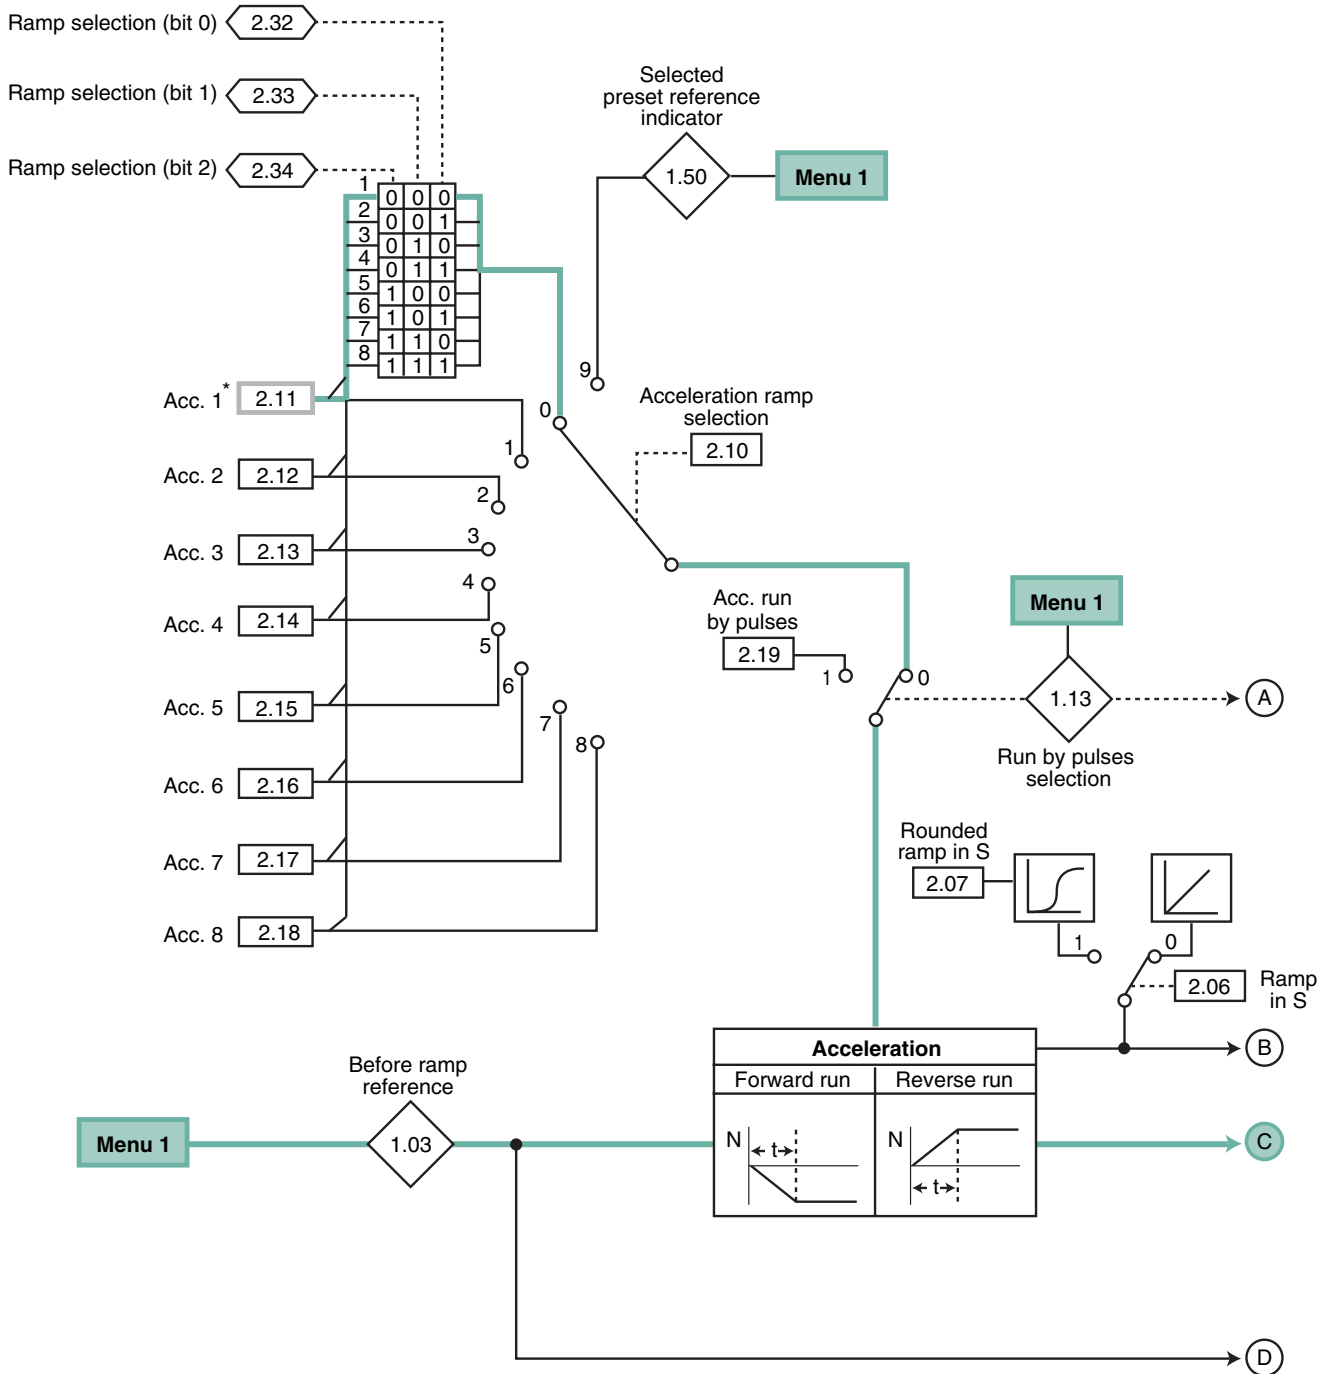 Ramp selection (bit 0) 2.32
Ramp selection (bit 1) 2.33
Ramp selection (bit 2) 2.34
1 0 0 0
2 0 0 1
3 0 1 0
4 0 1 1
5 1 0 0
6 1 0 1
7 1 1 0
8 1 1 1
Selected
preset reference
indicator
1.50
Menu 1
9
0
1
2
3
4
5
6
7
8
Acceleration ramp
selection
2.10
Acc. 1* 2.11
Acc. 2 2.12
Acc. 3 2.13
Acc. 4 2.14
Acc. 5 2.15
Acc. 6 2.16
Acc. 7 2.17
Acc. 8 2.18
Acc. run
by pulses
2.19
1
0
Menu 1
1.13
A
Run by pulses
selection
Rounded
ramp in S
2.07
1
0
2.06
Ramp
in S
Acceleration
B
Forward run
Reverse run
N
t
N
t
Before ramp
reference
Menu 1
1.03
C
D